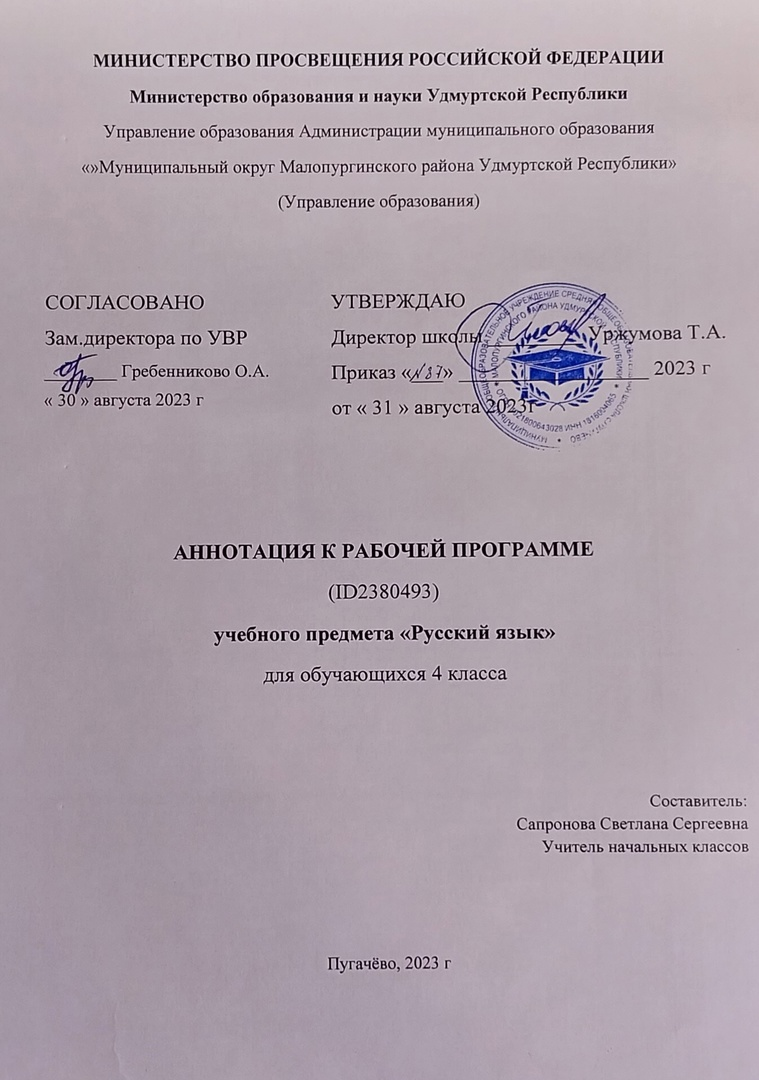 МИНИСТЕРСТВО ПРОСВЕЩЕНИЯ РОССИЙСКОЙ ФЕДЕРАЦИИ
Министерство образования и науки Удмуртской Республики
Управление образования Администрации муниципального образования
«»Муниципальный округ Малопургинского района Удмуртской Республики»
(Управление образования)
СОГЛАСОВАНО
Зам.директора по УВР
Гребенниково О.А.
« 30 » августа 2023 г
УТВЕРЖДАЮ
Директор школы Уржумова Т.А.
Приказ «№87» 2023 г
от « 31 » августа 2023г
АННОТАЦИЯ К РАБОЧЕЙ ПРОГРАММЕ
(ID2380493)
учебного предмета «Русский язык»
для обучающихся 4 класса
Составитель:
Сапронова Светлана Сергеевна
Учитель начальных классов
Пугачёво, 2023 г